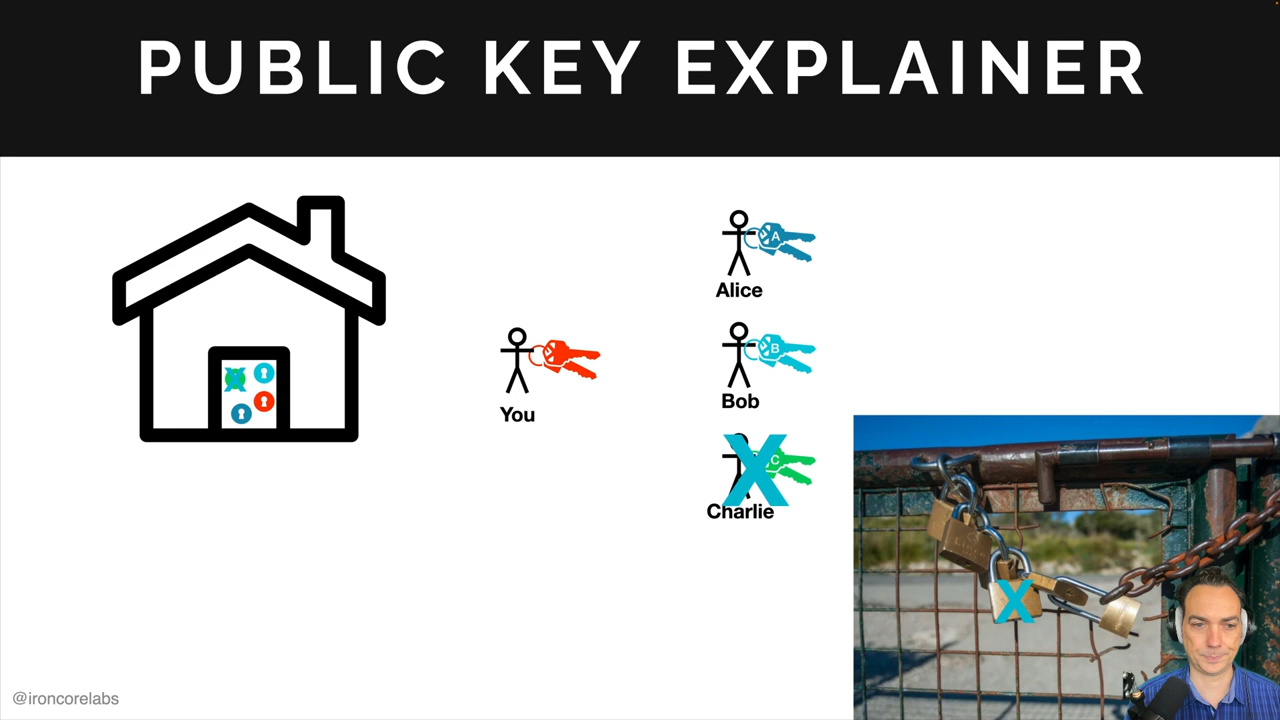 PUBLIC KEY EXPLAINER
A
Alice
You
B
Bob
X
C
Charlie
X
X
@ironcorelabs